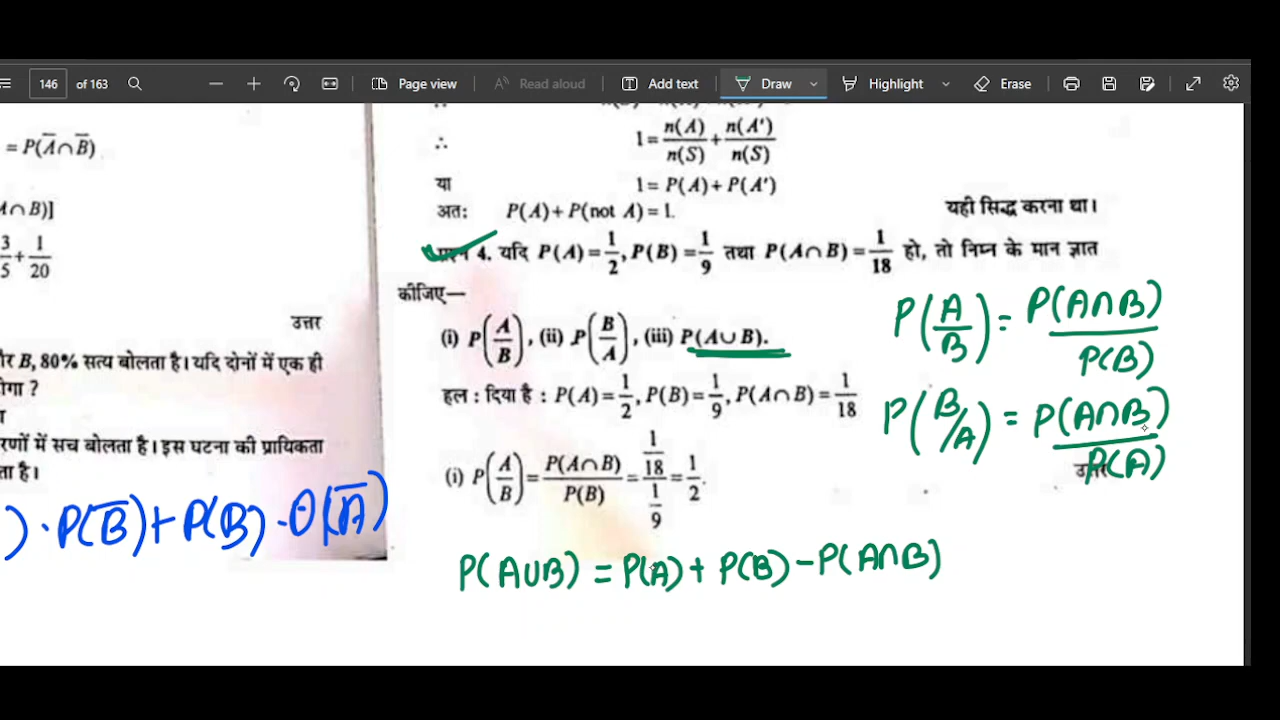 146 of 163 Page view Read aloud Add text Draw Highlight Erase
= P(A̅∩B̅)
A∩B)]
3/5 + 1/20
उत्तर
र B, 80% सत्य बोलता है। यदि दोनों में एक ही
होगा ?
रणों में सच बोलता है। इस घटना की प्रायिकता
ता है।
) · P(B̅) + P(B) - P(A̅)
∴ 1 = n(A)/n(S) + n(A')/n(S)
या 1 = P(A) + P(A')
अतः P(A) + P(not A) = 1. यही सिद्ध करना था।
प्रश्न 4. यदि P(A) = 1/2, P(B) = 1/9 तथा P(A∩B) = 1/18 हो, तो निम्न के मान ज्ञात
कीजिए—
(i) P(A/B), (ii) P(B/A), (iii) P(A∪B).
हल : दिया है : P(A) = 1/2, P(B) = 1/9, P(A∩B) = 1/18
(i) P(A/B) = P(A∩B)/P(B) = (1/18)/(1/9) = 1/2.
P(A/B) = P(A∩B)/P(B)
P(B/A) = P(A∩B)/P(A)
P(A∪B) = P(A) + P(B) - P(A∩B)